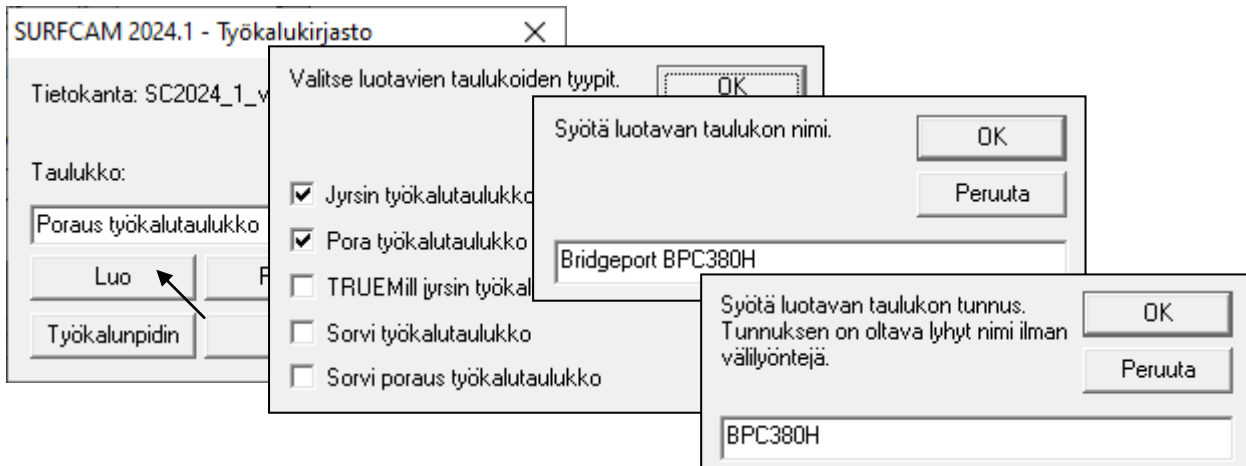 SURFCAM 2024.1 - Työkalukirjasto
Tietokanta: SC2024_1_v
Taulukko:
Poraus työkalutaulukko
Luo
Työkalunpidin
Valitse luotavien taulukoiden tyypit.
OK
Jyrsin työkalutaulukko
Pora työkalutaulukko
TRUEMill jyrsin työkal
Sorvi työkalutaulukko
Sorvi poraus työkalutaulukko
Syötä luotavan taulukon nimi.
OK
Peruuta
Bridgeport BPC380H
Syötä luotavan taulukon tunnus.
Tunnuksen on oltava lyhyt nimi ilman
välilyöntejä.
OK
Peruuta
BPC380H